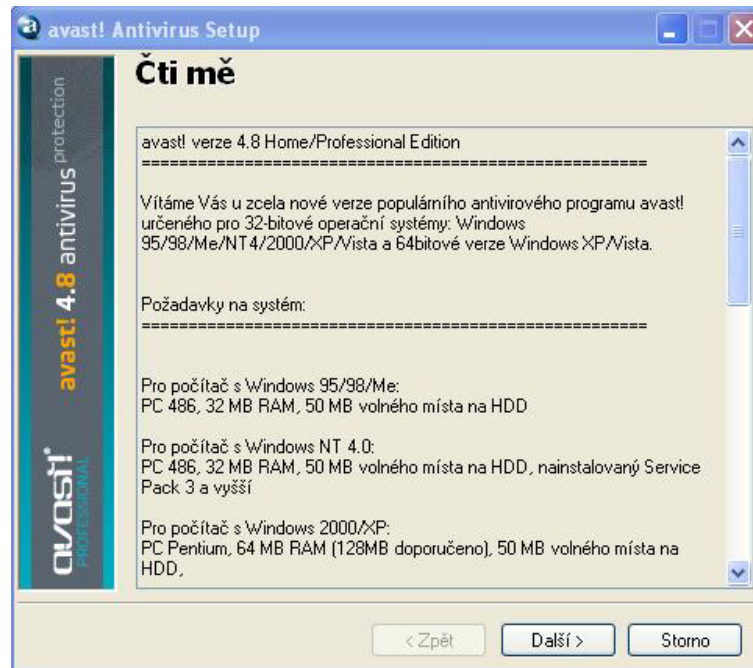 avast! Antivirus Setup
Čti mě
avast! 4.8 antivirus protection
avast!
PROFESSIONAL
avast! verze 4.8 Home/Professional Edition
======================================================
Vítáme Vás u zcela nové verze populárního antivirového programu avast!
určeného pro 32-bitové operační systémy: Windows
95/98/Me/NT4/2000/XP/Vista a 64bitové verze Windows XP/Vista.
Požadavky na systém:
======================================================
Pro počítač s Windows 95/98/Me:
PC 486, 32 MB RAM, 50 MB volného místa na HDD
Pro počítač s Windows NT 4.0:
PC 486, 32 MB RAM, 50 MB volného místa na HDD, nainstalovaný Service
Pack 3 a vyšší
Pro počítač s Windows 2000/XP:
PC Pentium, 64 MB RAM (128MB doporučeno), 50 MB volného místa na
HDD,
< Zpět
Další >
Storno